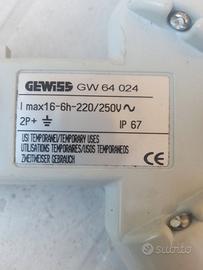 GEWISS GW 64 024
I max16-6h-220/250V~
2P+⏚ IP 67
USI TEMPORANEI/TEMPORARY USES
UTILISATIONS TEMPORAIRES/USOS TEMPORANEOS
ZWEITHEISER GEBRAUCH
CE
subito